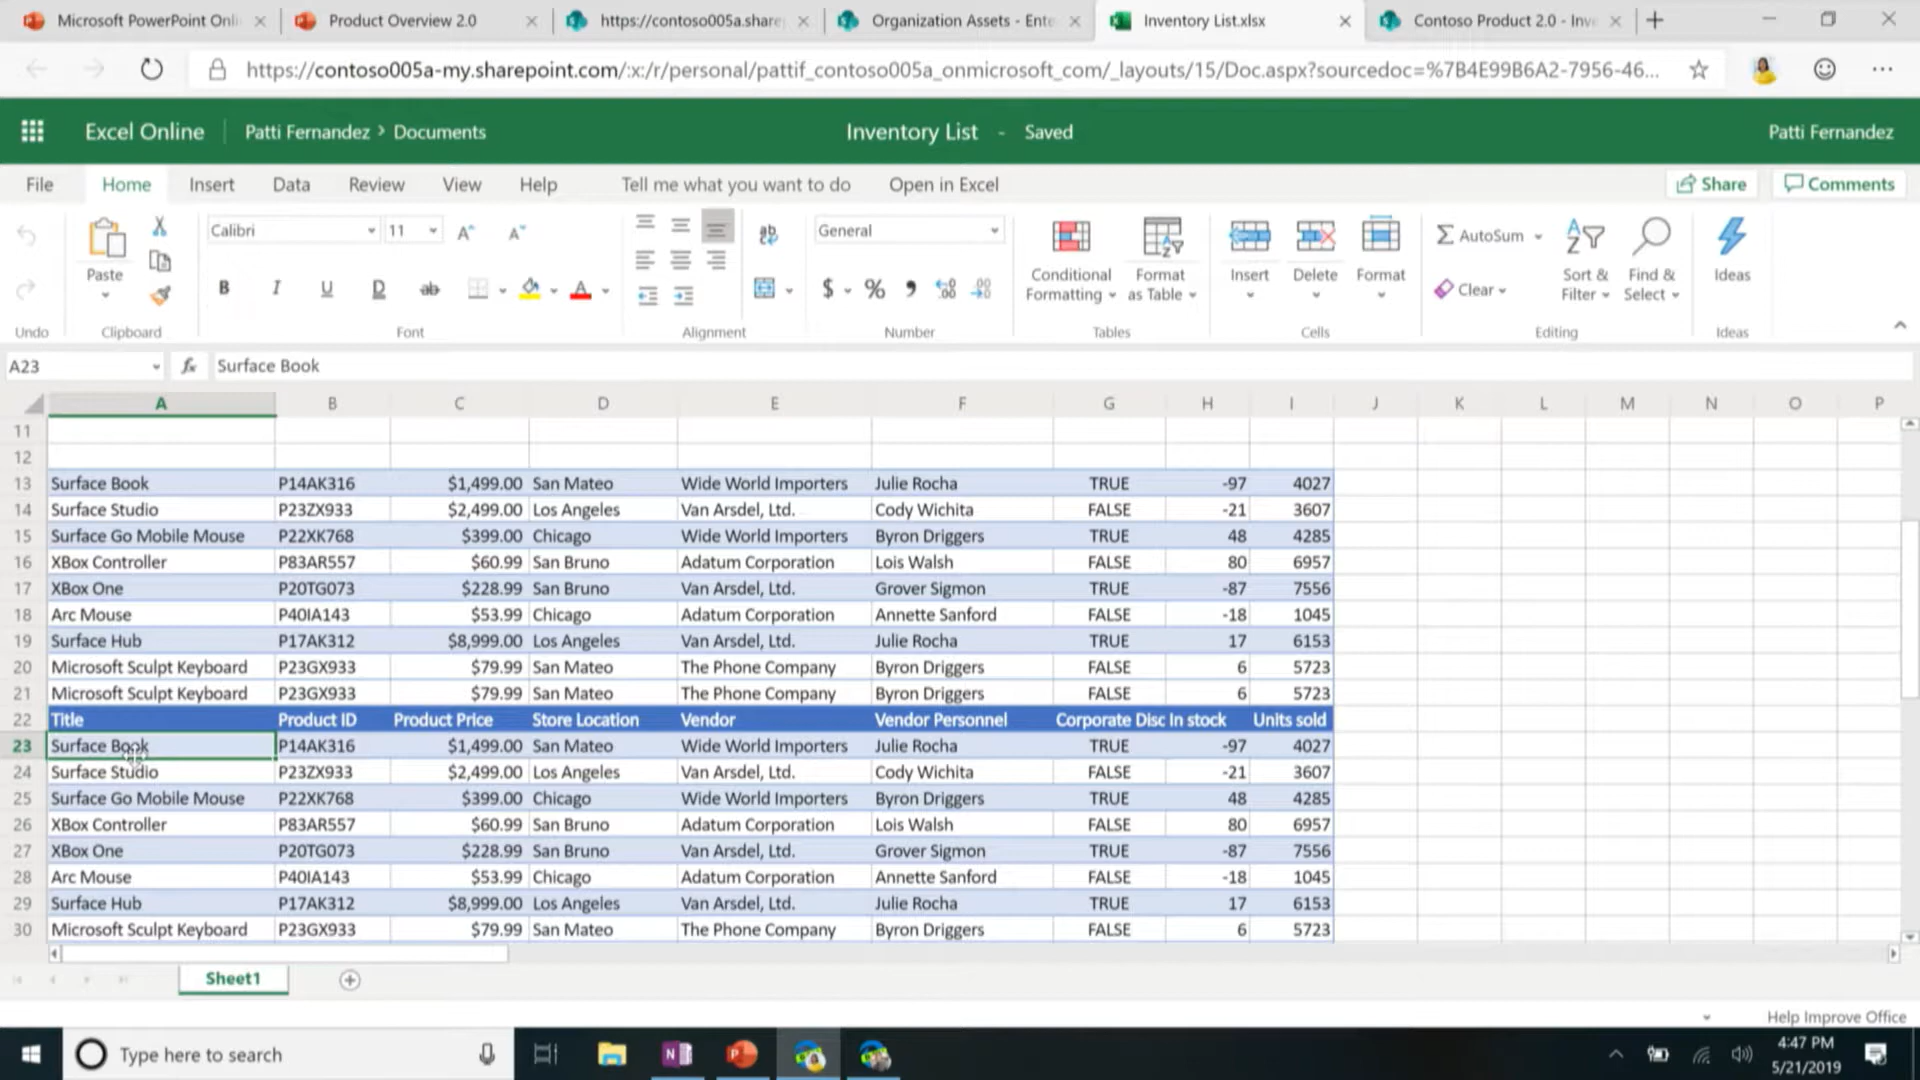 Microsoft PowerPoint Onli
Product Overview 2.0
https://contoso005a.share
Organization Assets - Ente
Inventory List.xlsx
Contoso Product 2.0 - Inve
https://contoso005a-my.sharepoint.com/:x:/r/personal/pattif_contoso005a_onmicrosoft_com/_layouts/15/Doc.aspx?sourcedoc=%7B4E99B6A2-7956-46...
Excel Online Patti Fernandez > Documents Inventory List - Saved Patti Fernandez
File Home Insert Data Review View Help Tell me what you want to do Open in Excel Share Comments
Calibri 11 General AutoSum
Paste Conditional Formatting Format as Table Insert Delete Format Clear Sort & Filter Find & Select Ideas
Undo Clipboard Font Alignment Number Tables Cells Editing Ideas
A23 fx Surface Book
A B C D E F G H I J K L M N O P
11
12
13 Surface Book P14AK316 $1,499.00 San Mateo Wide World Importers Julie Rocha TRUE -97 4027
14 Surface Studio P23ZX933 $2,499.00 Los Angeles Van Arsdel, Ltd. Cody Wichita FALSE -21 3607
15 Surface Go Mobile Mouse P22XK768 $399.00 Chicago Wide World Importers Byron Driggers TRUE 48 4285
16 XBox Controller P83AR557 $60.99 San Bruno Adatum Corporation Lois Walsh FALSE 80 6957
17 XBox One P20TG073 $228.99 San Bruno Van Arsdel, Ltd. Grover Sigmon TRUE -87 7556
18 Arc Mouse P40IA143 $53.99 Chicago Adatum Corporation Annette Sanford FALSE -18 1045
19 Surface Hub P17AK312 $8,999.00 Los Angeles Van Arsdel, Ltd. Julie Rocha TRUE 17 6153
20 Microsoft Sculpt Keyboard P23GX933 $79.99 San Mateo The Phone Company Byron Driggers FALSE 6 5723
21 Microsoft Sculpt Keyboard P23GX933 $79.99 San Mateo The Phone Company Byron Driggers FALSE 6 5723
22 Title Product ID Product Price Store Location Vendor Vendor Personnel Corporate Disc In stock Units sold
23 Surface Book P14AK316 $1,499.00 San Mateo Wide World Importers Julie Rocha TRUE -97 4027
24 Surface Studio P23ZX933 $2,499.00 Los Angeles Van Arsdel, Ltd. Cody Wichita FALSE -21 3607
25 Surface Go Mobile Mouse P22XK768 $399.00 Chicago Wide World Importers Byron Driggers TRUE 48 4285
26 XBox Controller P83AR557 $60.99 San Bruno Adatum Corporation Lois Walsh FALSE 80 6957
27 XBox One P20TG073 $228.99 San Bruno Van Arsdel, Ltd. Grover Sigmon TRUE -87 7556
28 Arc Mouse P40IA143 $53.99 Chicago Adatum Corporation Annette Sanford FALSE -18 1045
29 Surface Hub P17AK312 $8,999.00 Los Angeles Van Arsdel, Ltd. Julie Rocha TRUE 17 6153
30 Microsoft Sculpt Keyboard P23GX933 $79.99 San Mateo The Phone Company Byron Driggers FALSE 6 5723
Sheet1
Help Improve Office
Type here to search
4:47 PM
5/21/2019